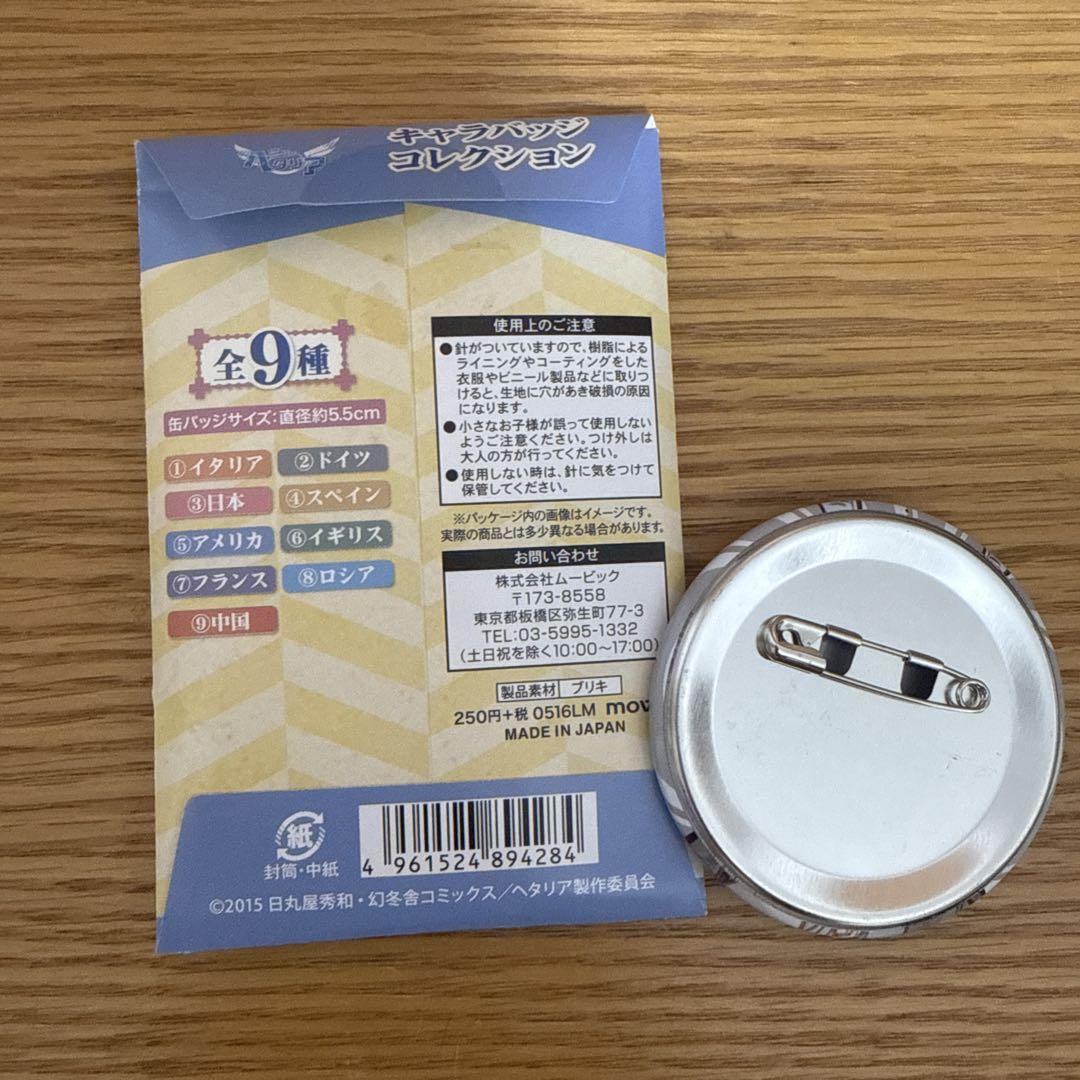 ヘタリア
キャラバッジ
コレクション
全9種
缶バッジサイズ:直径約5.5cm
①イタリア
②ドイツ
③日本
④スペイン
⑤アメリカ
⑥イギリス
⑦フランス
⑧ロシア
⑨中国
使用上のご注意
●針がついていますので、樹脂による
ライニングやコーティングをした
衣服やビニール製品などに取りつ
けると、生地に穴があき破損の原因
になります。
●小さなお子様が誤って使用しない
ようご注意ください。つけ外しは
大人の方が行ってください。
●使用しない時は、針に気をつけて
保管してください。
※パッケージ内の画像はイメージです。
実際の商品とは多少異なる場合があります。
お問い合わせ
株式会社ムービック
〒173-8558
東京都板橋区弥生町77-3
TEL:03-5995-1332
(土日祝を除く10:00〜17:00)
製品素材 ブリキ
250円+税 0516LM
MADE IN JAPAN
紙
封筒・中紙
4 961524 894284
©2015 日丸屋秀和・幻冬舎コミックス/ヘタリア製作委員会